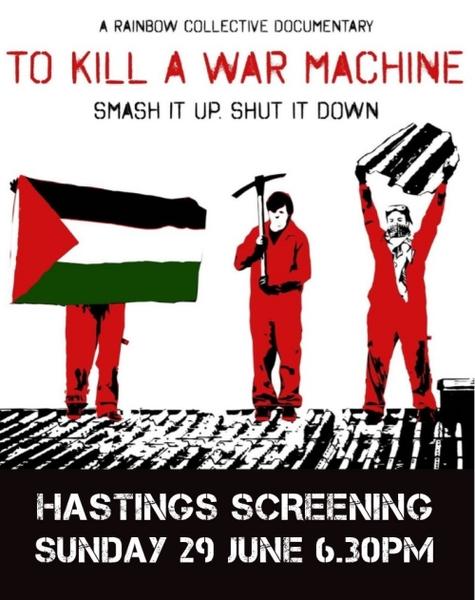 A RAINBOW COLLECTIVE DOCUMENTARY
TO KILL A WAR MACHINE
SMASH IT UP. SHUT IT DOWN
HASTINGS SCREENING
SUNDAY 29 JUNE 6.30PM